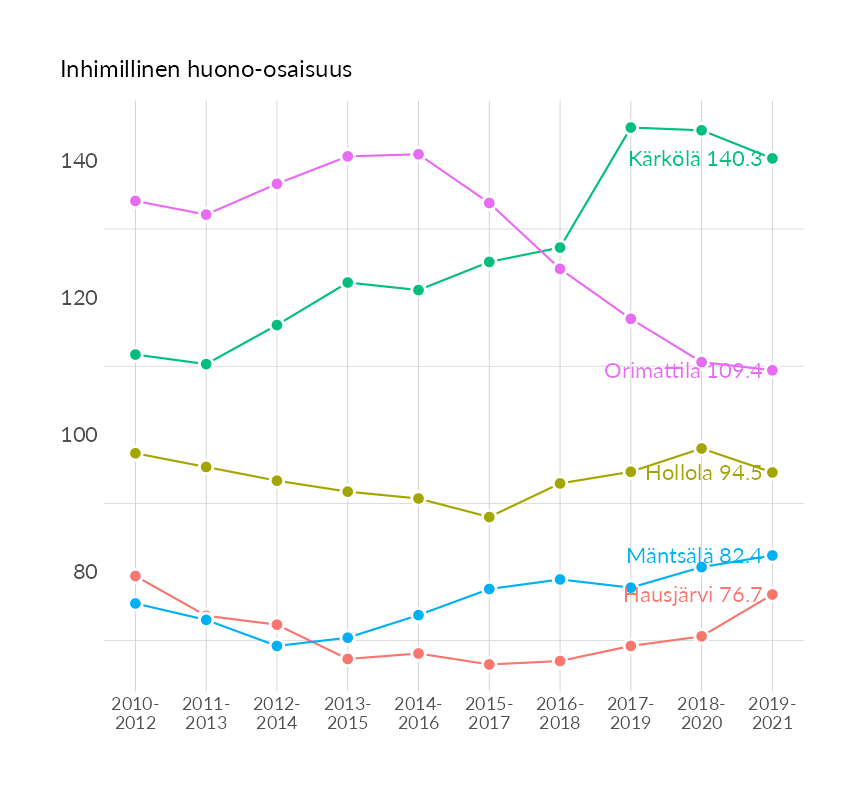 Inhimillinen huono-osaisuus
140
Kärkölä 140.3
120
Orimattila 109.4
100
Hollola 94.5
Mäntsälä 82.4
80
Hausjärvi 76.7
2010- 2011- 2012- 2013- 2014- 2015- 2016- 2017- 2018- 2019-
2012 2013 2014 2015 2016 2017 2018 2019 2020 2021